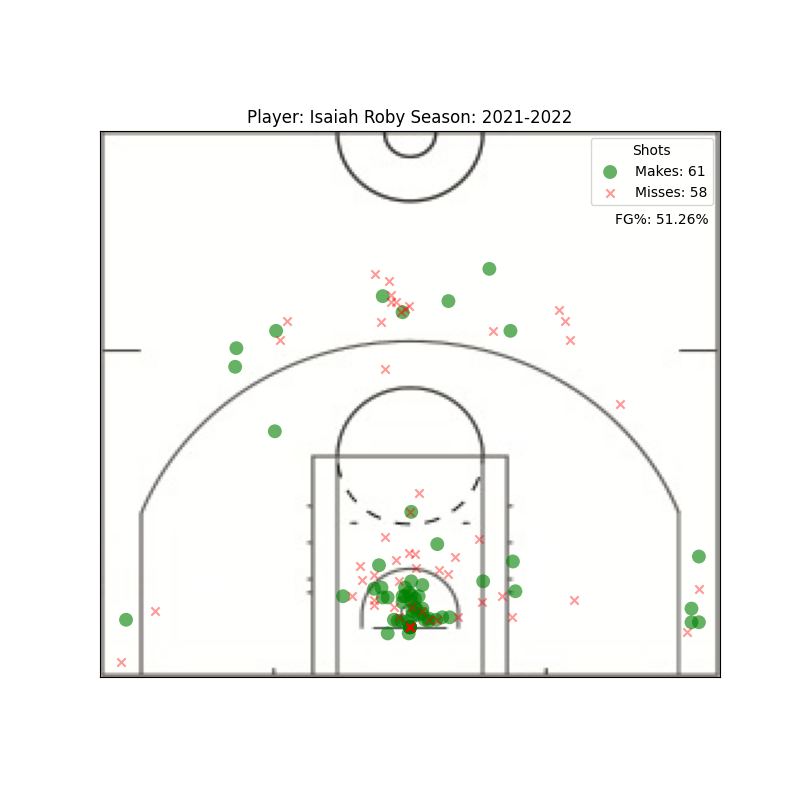 Player: Isaiah Roby Season: 2021-2022
Shots
Makes: 61
Misses: 58
FG%: 51.26%